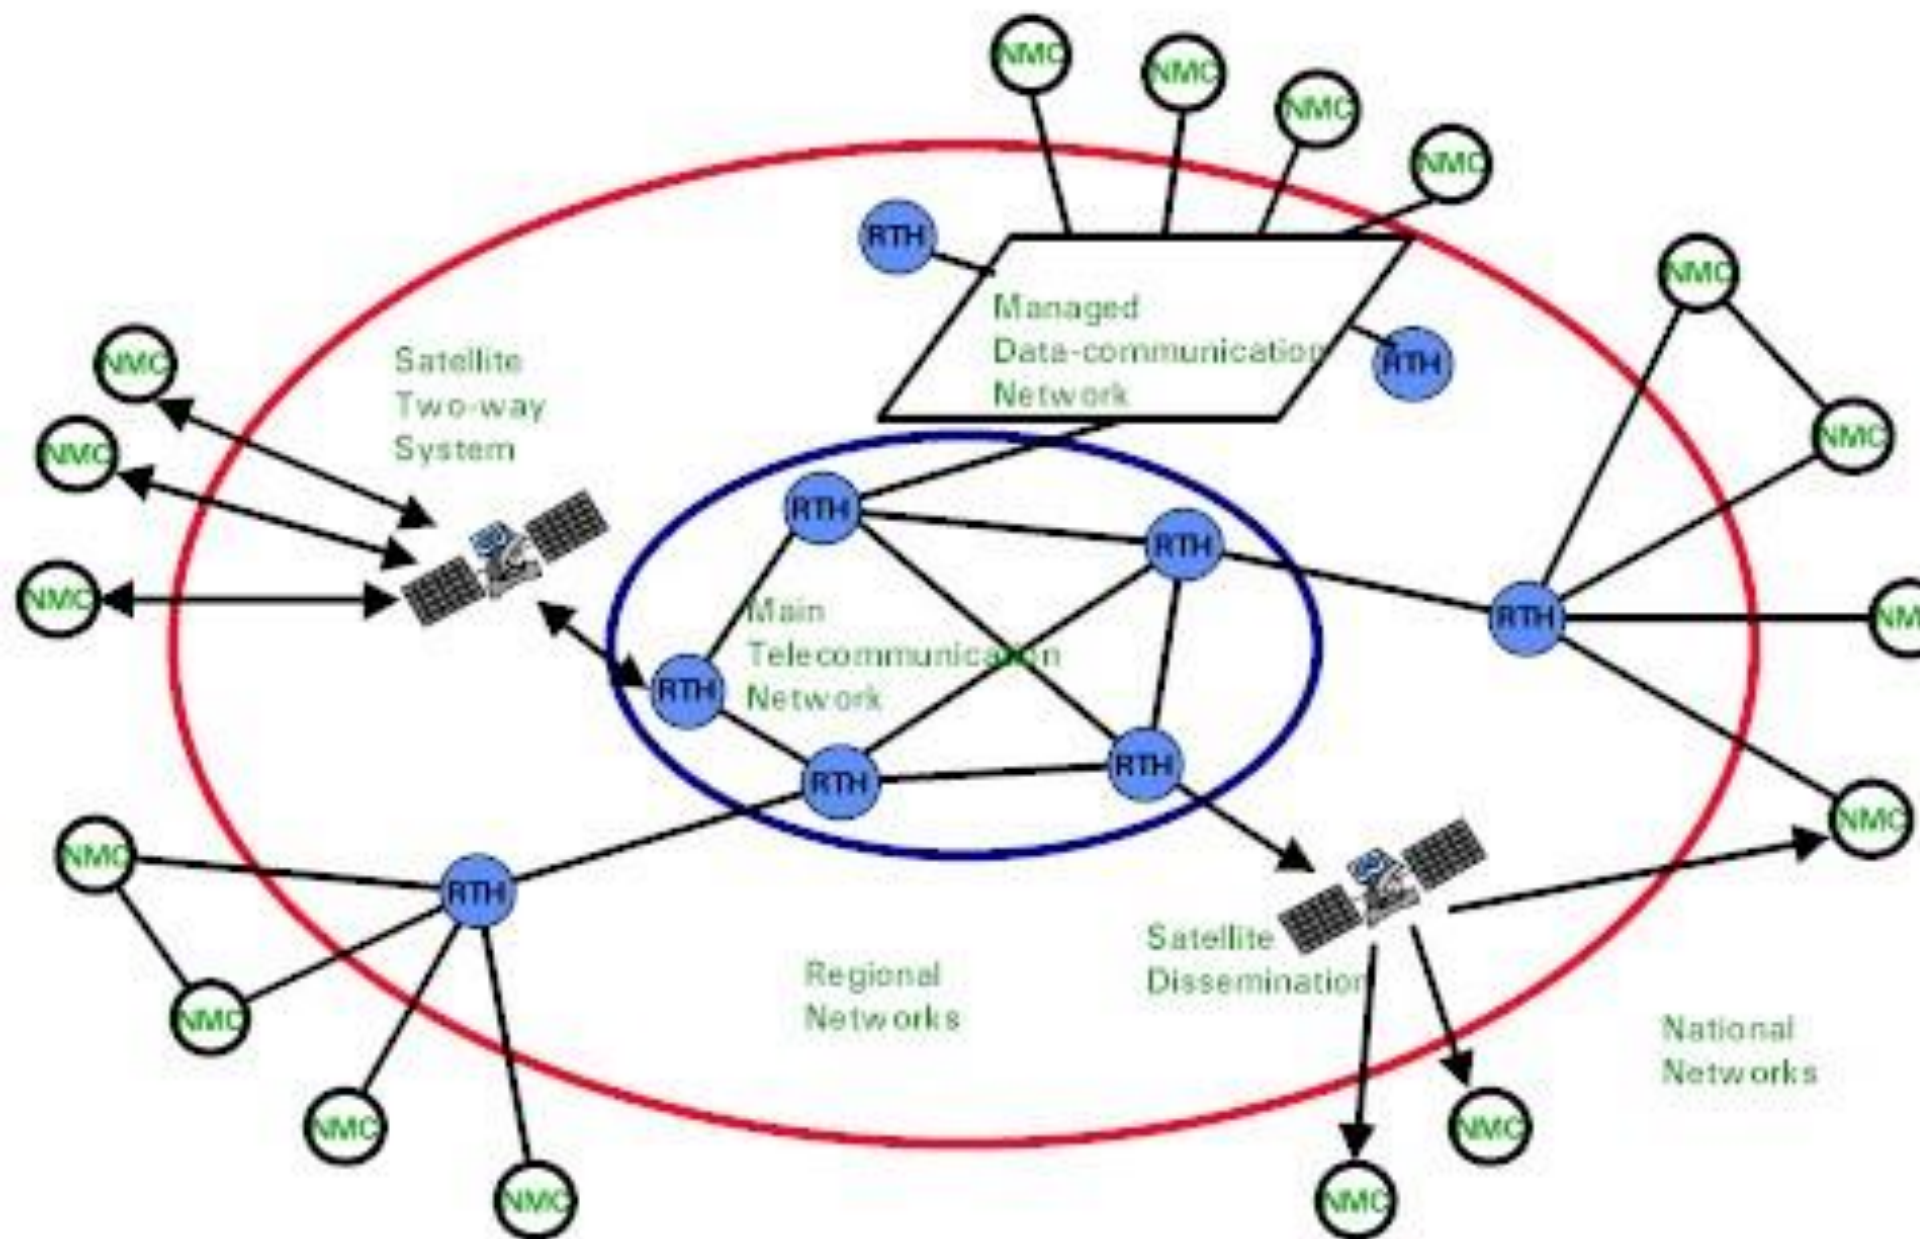 NMC
NMC
NMC
NMC
RTH
NMC
Managed
Data-communication
Network
RTH
NMC
Satellite
Two-way
System
NMC
NMC
NMC
RTH
RTH
Main
Telecommunication
Network
NMC
RTH
NM
RTH
RTH
RTH
NMC
NMC
RTH
Satellite
Dissemination
Regional
Networks
NMC
National
Networks
NMC
NMC
NMC
NMC